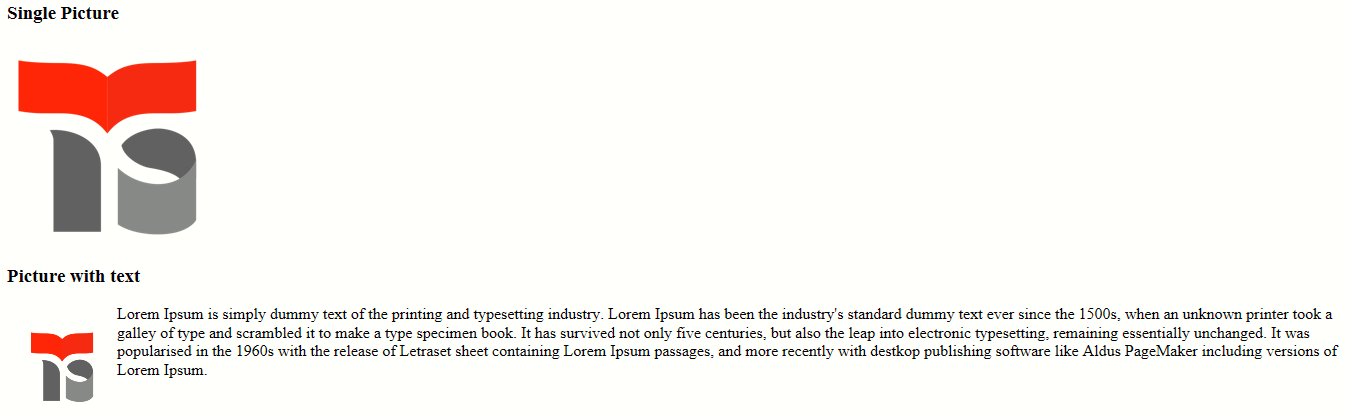 Single Picture
Picture with text
Lorem Ipsum is simply dummy text of the printing and typesetting industry. Lorem Ipsum has been the industry's standard dummy text ever since the 1500s, when an unknown printer took a
galley of type and scrambled it to make a type specimen book. It has survived not only five centuries, but also the leap into electronic typesetting, remaining essentially unchanged. It was
popularised in the 1960s with the release of Letraset sheet containing Lorem Ipsum passages, and more recently with destkop publishing software like Aldus PageMaker including versions of
Lorem Ipsum.